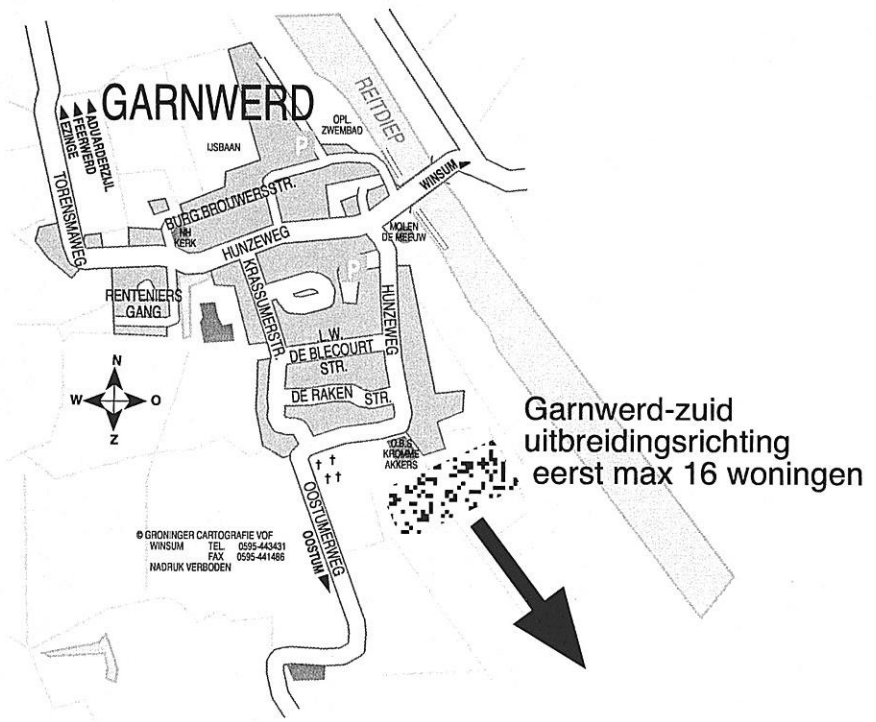 GARNWERD
ADUARDERZIJL
FEERWERD
EZINGE
TORENSMAWEG
IJSBAAN
OPL.
ZWEMBAD
P
REITDIEP
WINSUM
BURG.BROUWERSSTR.
NH
KERK
HUNZEWEG
MOLEN
DE MEEUW
KRASSUMERSTR.
P
HUNZEWEG
RENTENIERS
GANG
L.W.
DE BLECOURT
STR.
DE RAKEN STR.
N
W O
Z
O.B.S
KROMME
AKKERS
Garnwerd-zuid
uitbreidingsrichting
eerst max 16 woningen
OOSTUMERWEG
OOSTUM
© GRONINGER CARTOGRAFIE VOF
WINSUM TEL. 0595-443431
FAX 0595-441486
NADRUK VERBODEN